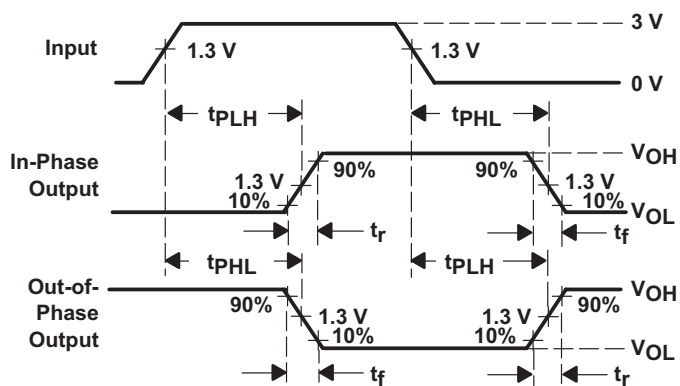 3 V
Input
1.3 V
1.3 V
0 V
tPLH
tPHL
In-Phase
Output
VOH
90%
90%
1.3 V
1.3 V
10%
10%
VOL
tr
tf
tPHL
tPLH
Out-of-
Phase
Output
VOH
90%
90%
1.3 V
1.3 V
10%
10%
VOL
tf
tr